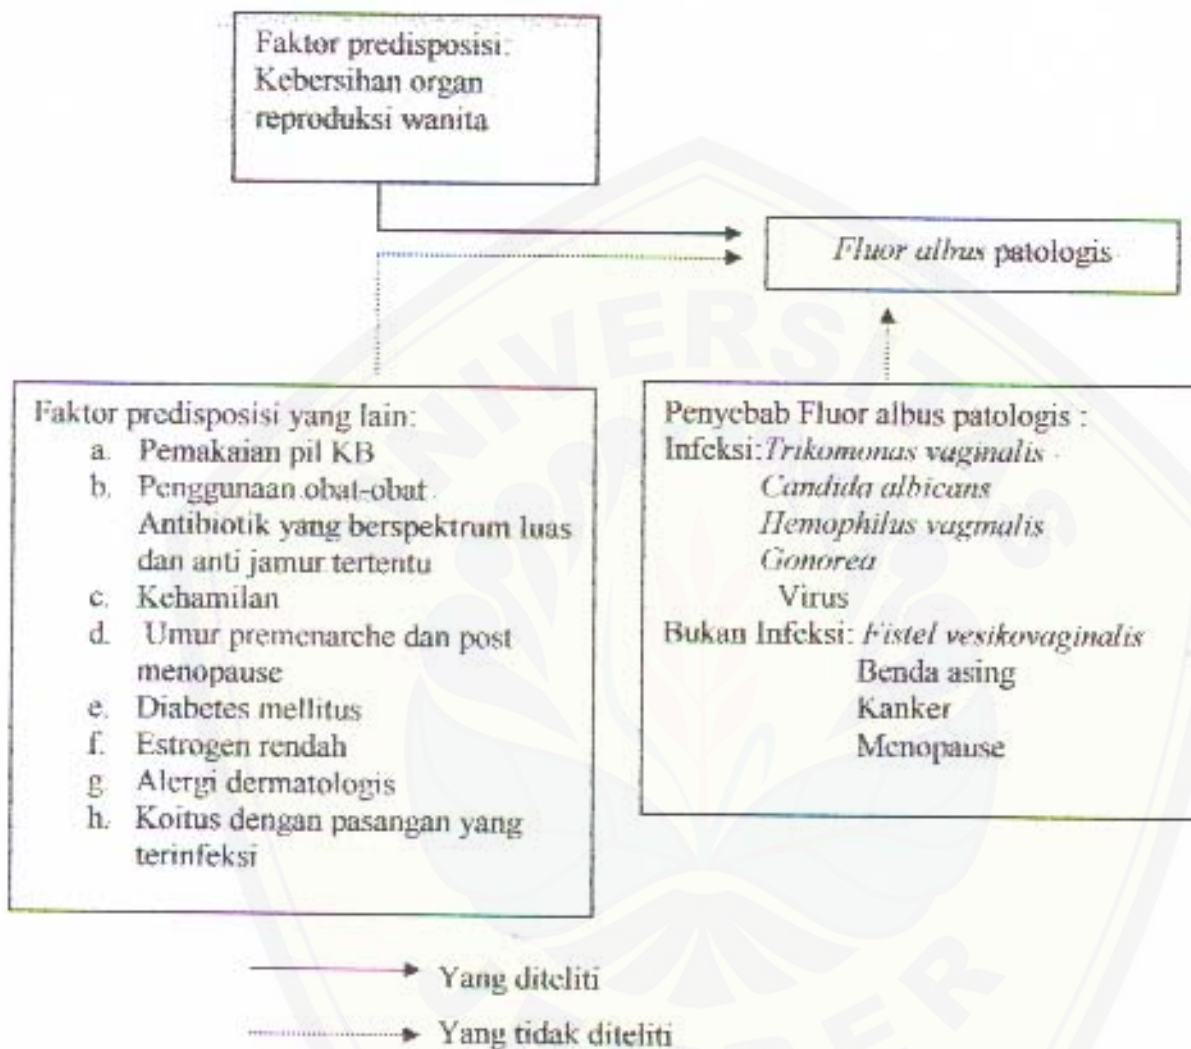 Faktor predisposisi:
Kebersihan organ
reproduksi wanita
Fluor albus patologis
Faktor predisposisi yang lain:
a. Pemakaian pil KB
b. Penggunaan obat-obat
Antibiotik yang berspektrum luas
dan anti jamur tertentu
c. Kehamilan
d. Umur premenarche dan post
menopause
e. Diabetes mellitus
f. Estrogen rendah
g. Alergi dermatologis
h. Koitus dengan pasangan yang
terinfeksi
Penyebab Fluor albus patologis :
Infeksi:Trikomonas vaginalis
Candida albicans
Hemophilus vaginalis
Gonorea
Virus
Bukan Infeksi: Fistel vesikovaginalis
Benda asing
Kanker
Menopause
Yang diteliti
Yang tidak diteliti
UNIVERSITAS